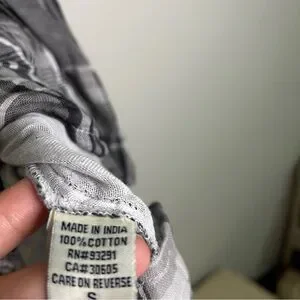 MADE IN INDIA
100% COTTON
RN#93291
CA#30605
CARE ON REVERSE
S